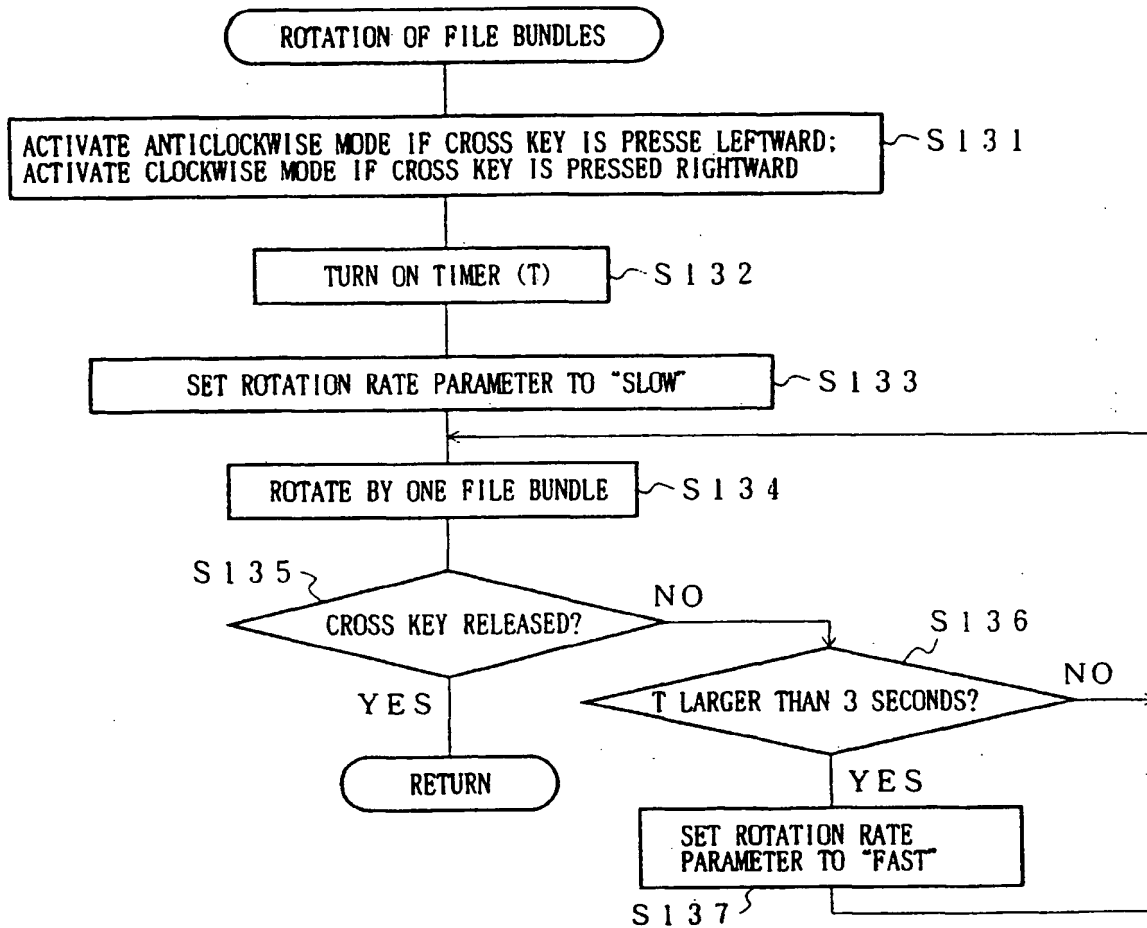 ROTATION OF FILE BUNDLES
ACTIVATE ANTICLOCKWISE MODE IF CROSS KEY IS PRESSE LEFTWARD;
ACTIVATE CLOCKWISE MODE IF CROSS KEY IS PRESSED RIGHTWARD
S131
TURN ON TIMER (T)
S132
SET ROTATION RATE PARAMETER TO "SLOW"
S133
ROTATE BY ONE FILE BUNDLE
S134
S135
CROSS KEY RELEASED?
NO
YES
RETURN
S136
T LARGER THAN 3 SECONDS?
NO
YES
SET ROTATION RATE
PARAMETER TO "FAST"
S137